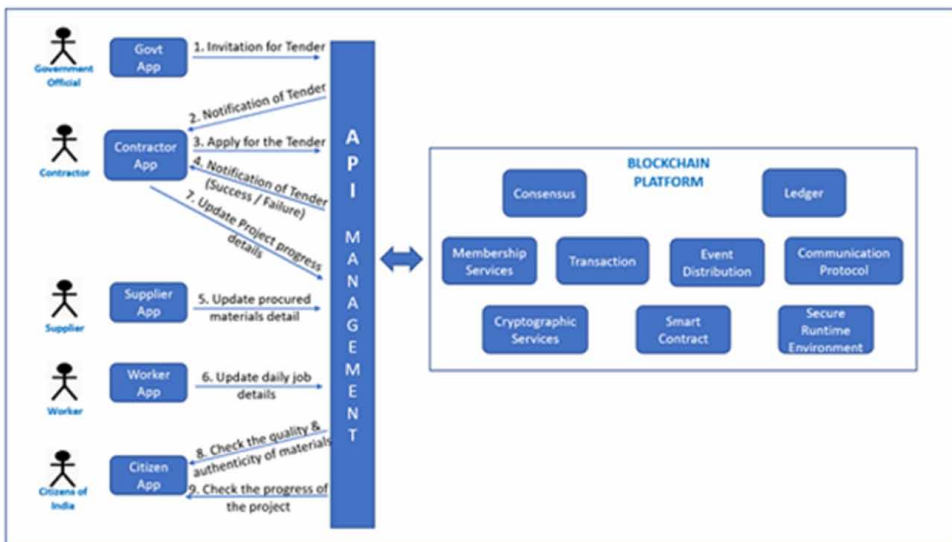 Government
Official
Govt
App
1. Invitation for Tender
2. Notification of Tender
Contractor
Contractor
App
3. Apply for the Tender
4. Notification of Tender
(Success / Failure)
7. Update Project progress
details
Supplier
Supplier
App
5. Update procured
materials detail
Worker
Worker
App
6. Update daily job
details
Citizens of
India
Citizen
App
8. Check the quality &
authenticity of materials
9. Check the progress of
the project
API MANAGEMENT
BLOCKCHAIN
PLATFORM
Consensus
Ledger
Membership
Services
Transaction
Event
Distribution
Communication
Protocol
Cryptographic
Services
Smart
Contract
Secure
Runtime
Environment